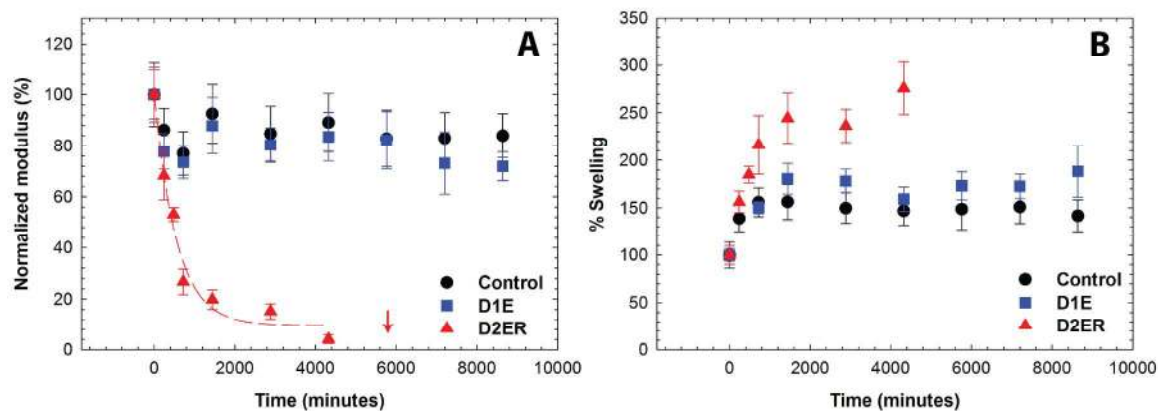 A
Normalized modulus (%)
120
100
80
60
40
20
0
Control
D1E
D2ER
0 2000 4000 6000 8000 10000
Time (minutes)
B
% Swelling
350
300
250
200
150
100
50
0
Control
D1E
D2ER
0 2000 4000 6000 8000 10000
Time (minutes)